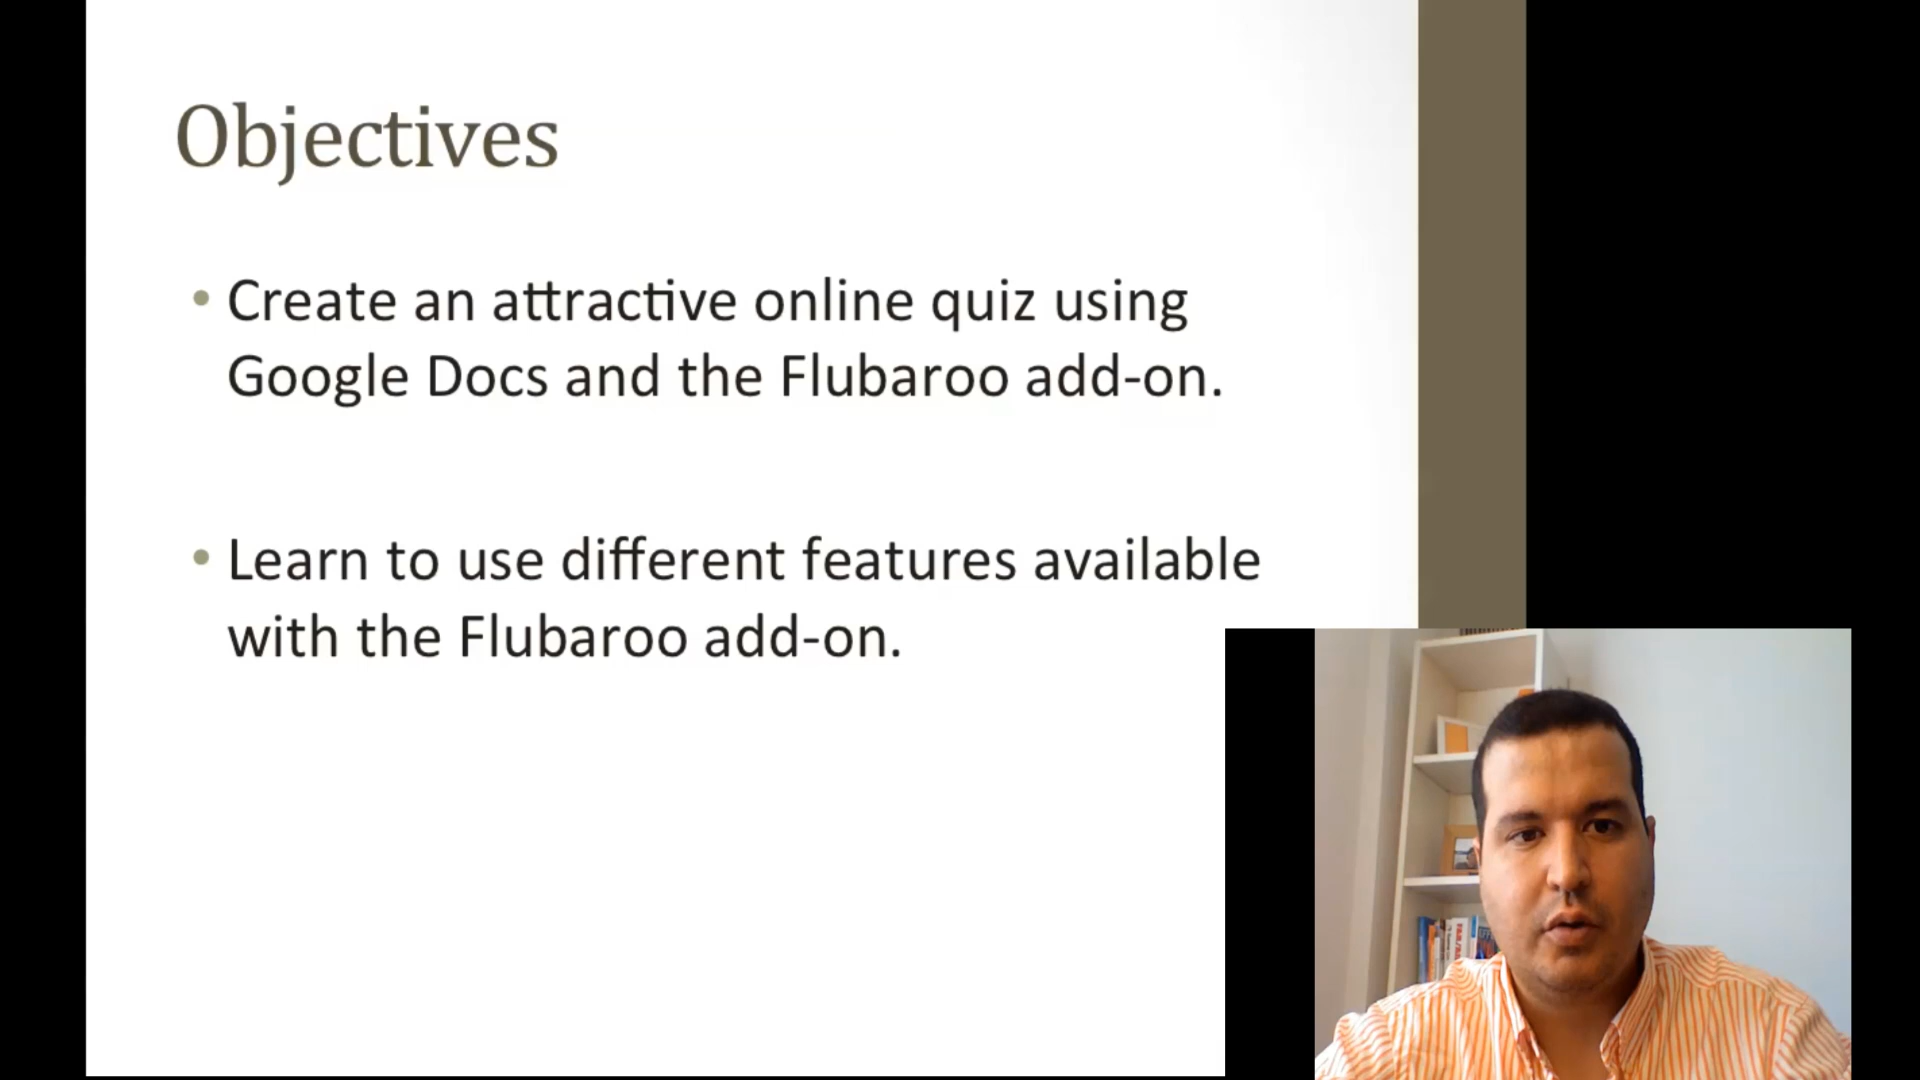 Objectives
• Create an attractive online quiz using
Google Docs and the Flubaroo add-on.
• Learn to use different features available
with the Flubaroo add-on.